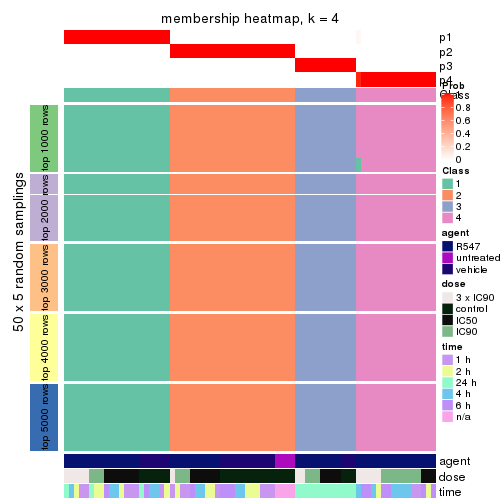 membership heatmap, k = 4
p1
p2
p3
p4
Prob
Class
0.8
0.6
0.4
0.2
0
Class
1
2
3
4
agent
R547
untreated
vehicle
dose
3 x IC90
control
IC50
IC90
time
1 h
2 h
24 h
4 h
6 h
n/a
50 x 5 random samplings
top 1000 rows
top 2000 rows
top 3000 rows
top 4000 rows
top 5000 rows
agent
dose
time